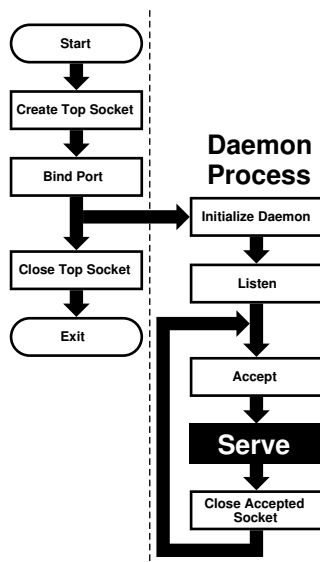 Start
Create Top Socket
Bind Port
Close Top Socket
Exit
Daemon
Process
Initialize Daemon
Listen
Accept
Serve
Close Accepted
Socket